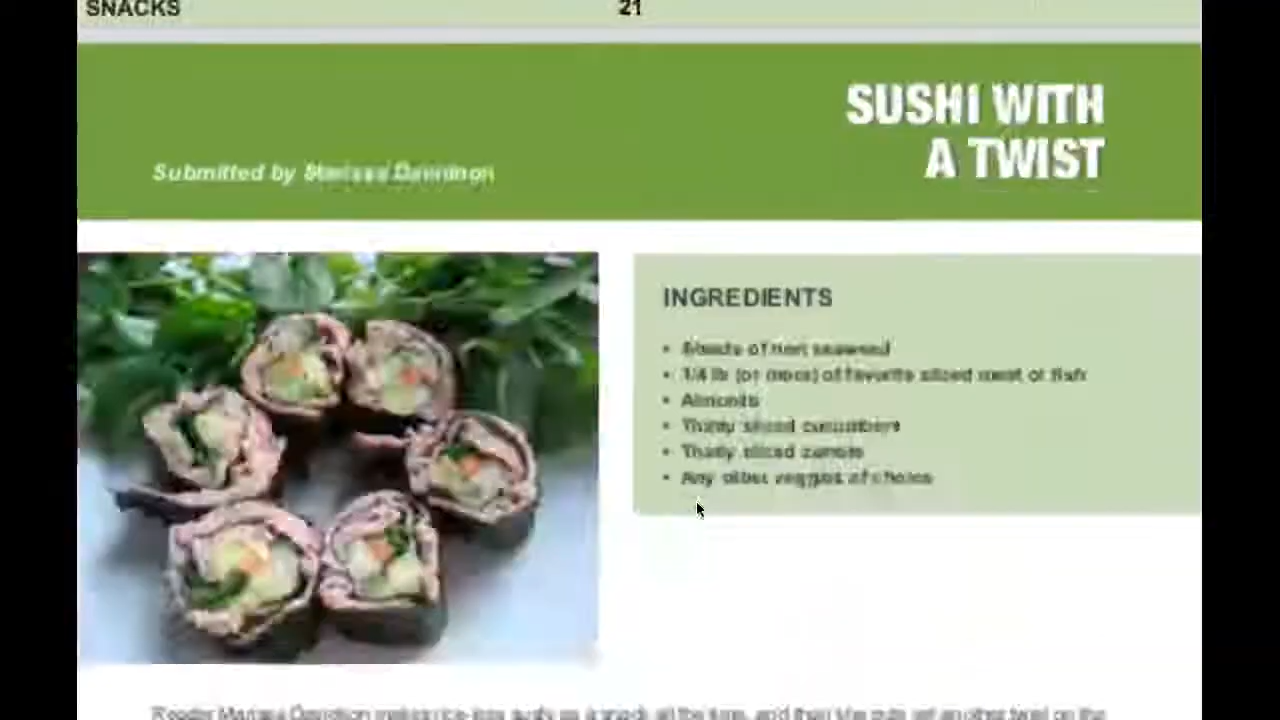 SNACKS 21
SUSHI WITH
A TWIST
Submitted by Davidson
INGREDIENTS
• Sheets of nori seaweed
• 1/4 lb (or more) of favorite sliced meat or fish
• Almonds
• Thinly sliced cucumbers
• Thinly sliced carrots
• Any other veggies of choice